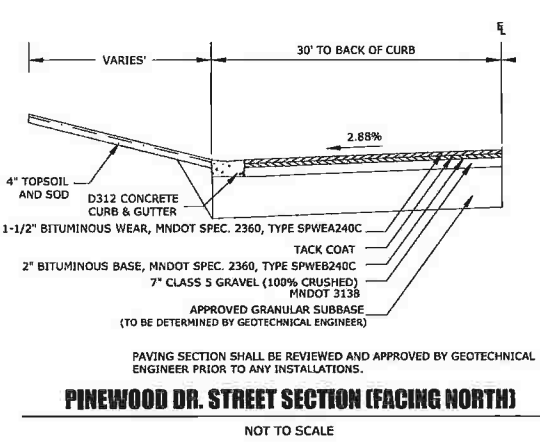 ℄
VARIES'
30' TO BACK OF CURB
2.88%
4" TOPSOIL
AND SOD
D312 CONCRETE
CURB & GUTTER
1-1/2" BITUMINOUS WEAR, MNDOT SPEC. 2360, TYPE SPWEA240C
TACK COAT
2" BITUMINOUS BASE, MNDOT SPEC. 2360, TYPE SPWEB240C
7" CLASS 5 GRAVEL (100% CRUSHED)
MNDOT 3138
APPROVED GRANULAR SUBBASE
(TO BE DETERMINED BY GEOTECHNICAL ENGINEER)
PAVING SECTION SHALL BE REVIEWED AND APPROVED BY GEOTECHNICAL
ENGINEER PRIOR TO ANY INSTALLATIONS.
PINEWOOD DR. STREET SECTION (FACING NORTH)
NOT TO SCALE